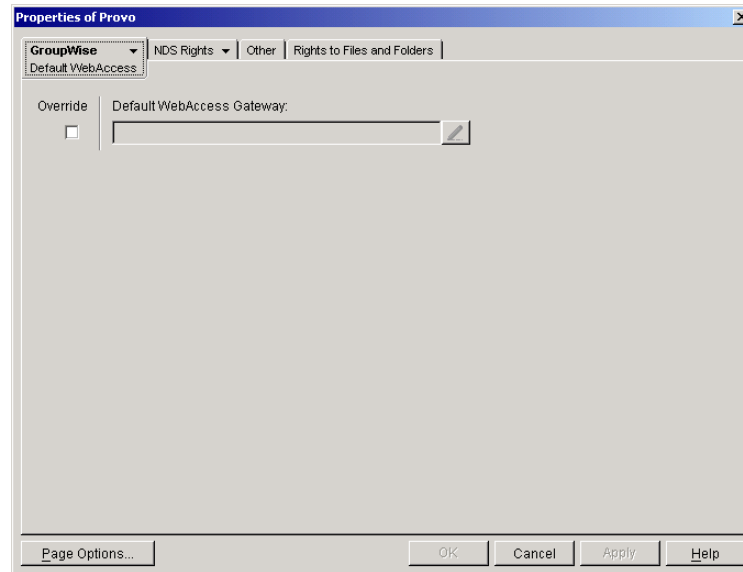 Properties of Provo
GroupWise NDS Rights Other Rights to Files and Folders
Default WebAccess
Override Default WebAccess Gateway:
Page Options... OK Cancel Apply Help